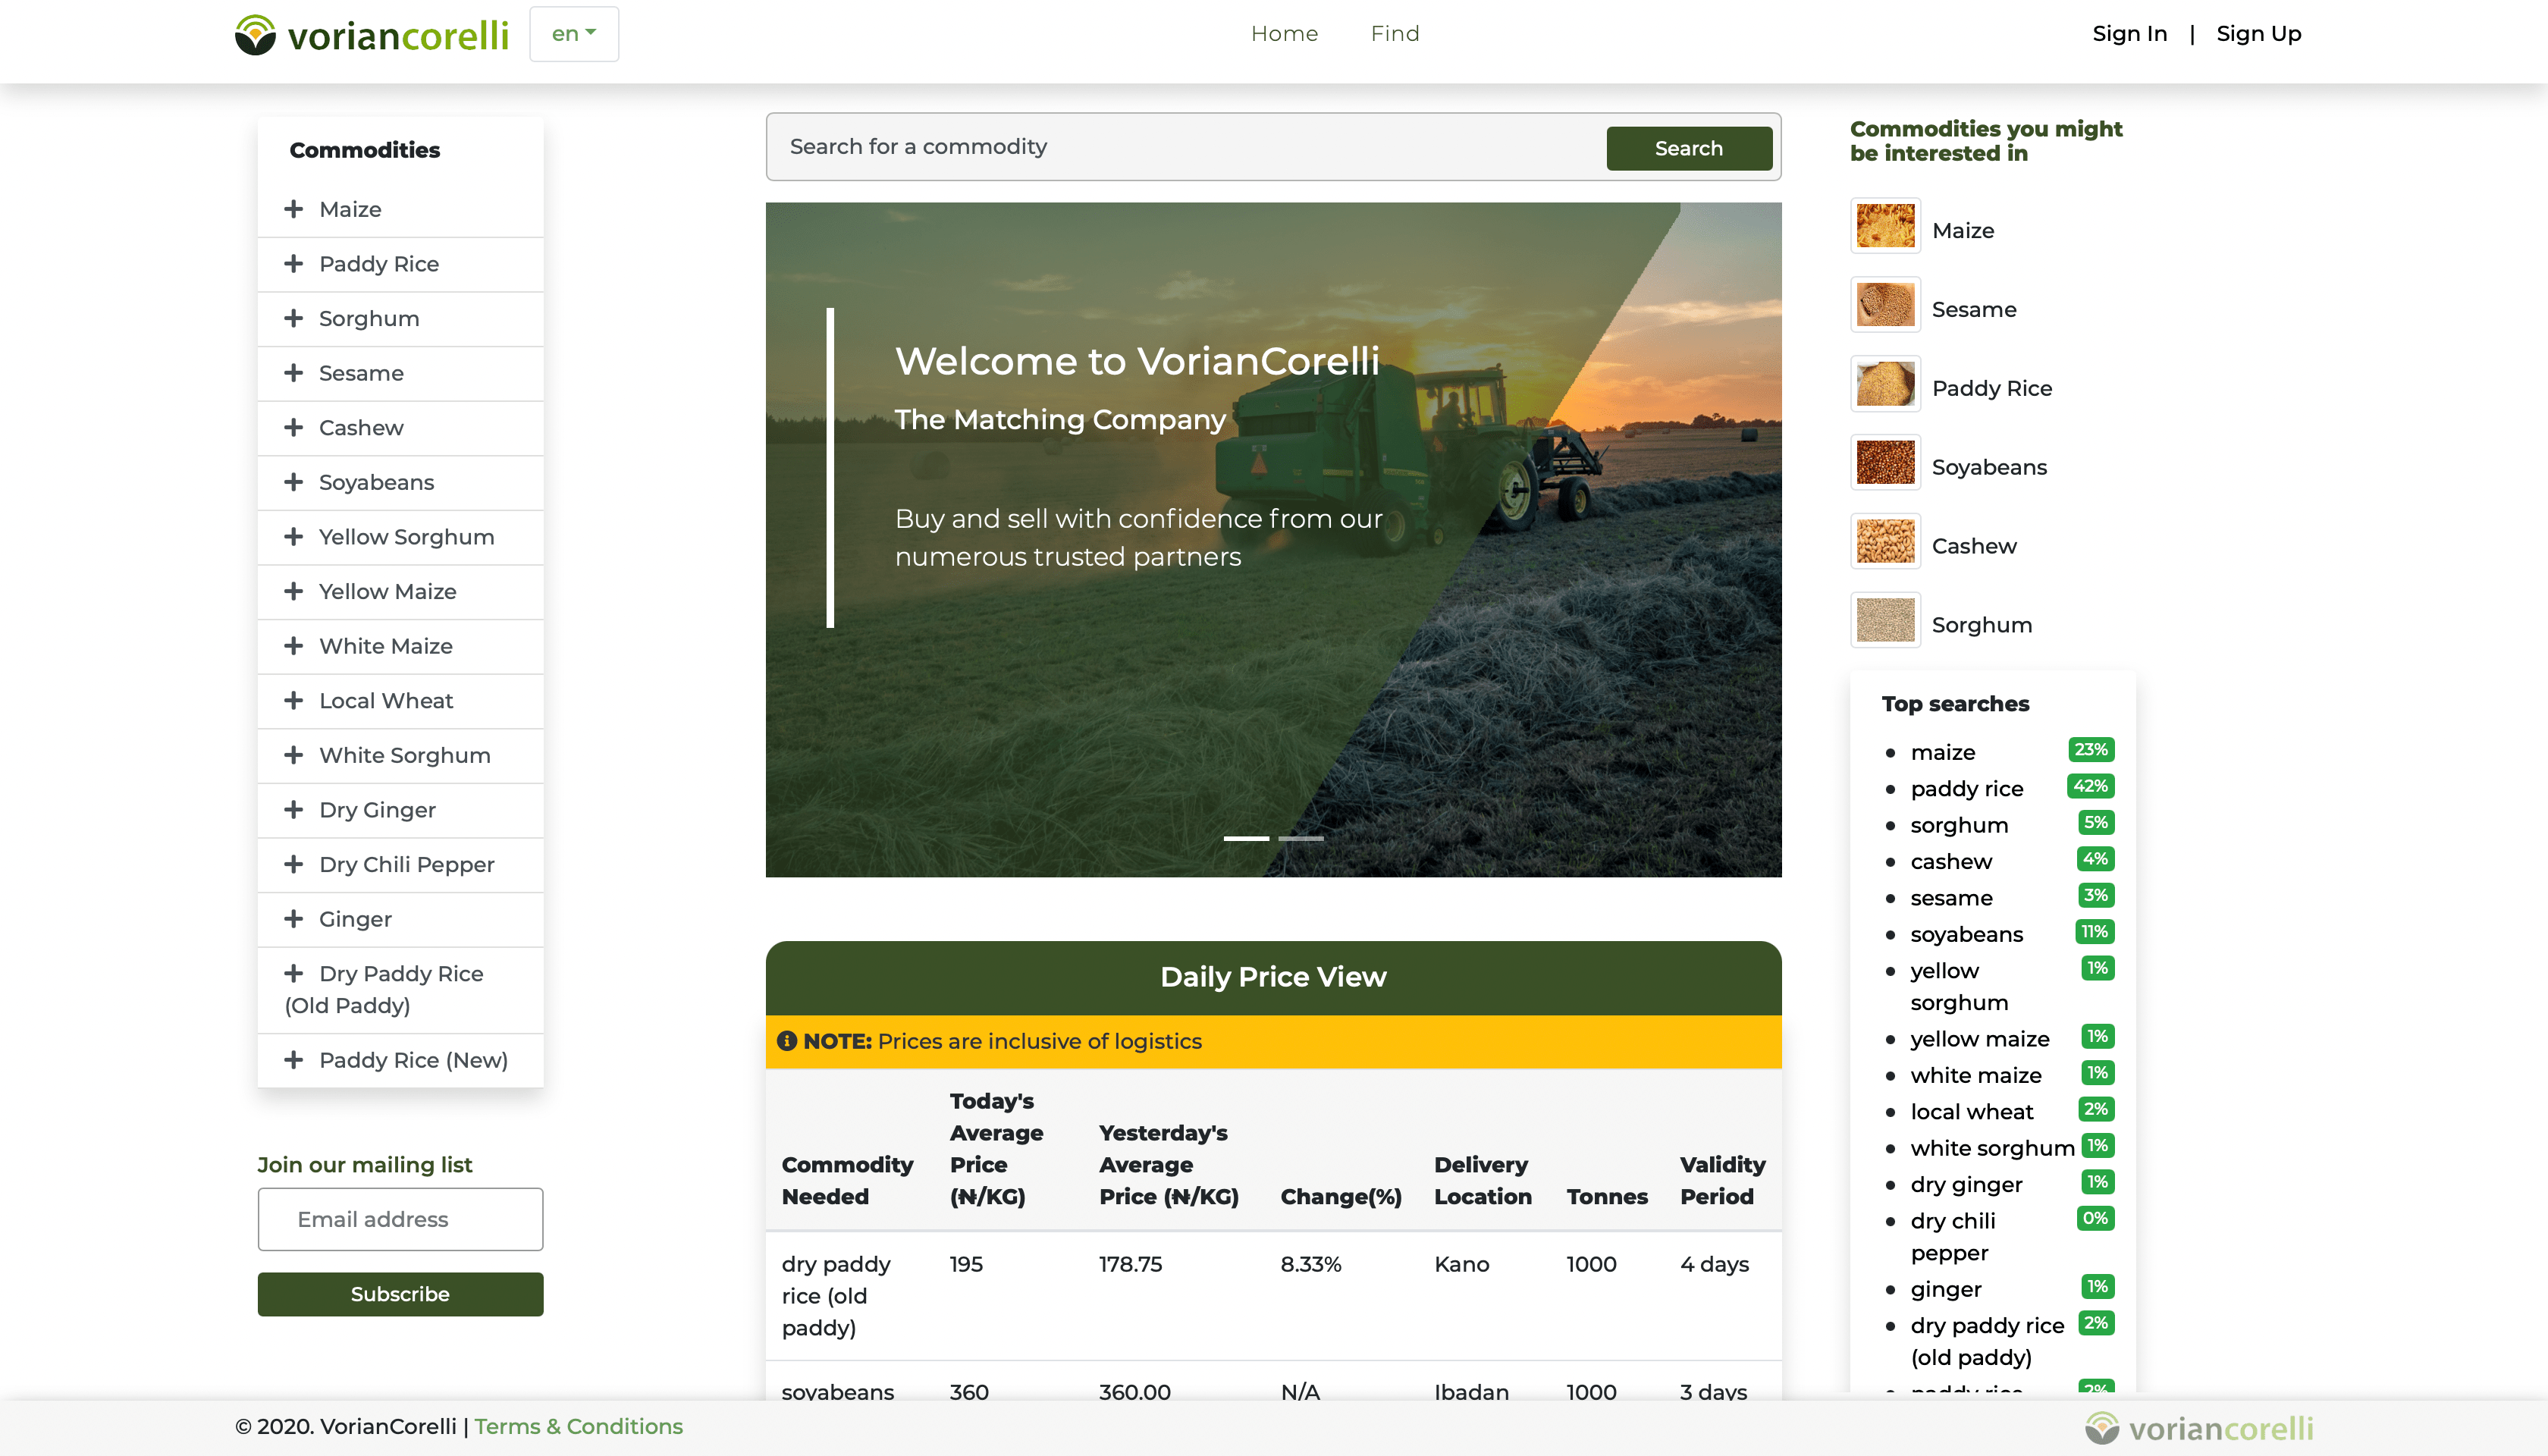 voriancorelli
en
Home
Find
Sign In | Sign Up
Commodities
Maize
Paddy Rice
Sorghum
Sesame
Cashew
Soyabeans
Yellow Sorghum
Yellow Maize
White Maize
Local Wheat
White Sorghum
Dry Ginger
Dry Chili Pepper
Ginger
Dry Paddy Rice
(Old Paddy)
Paddy Rice (New)
Join our mailing list
Email address
Subscribe
Search for a commodity
Search
Welcome to VorianCorelli
The Matching Company
Buy and sell with confidence from our
numerous trusted partners
Daily Price View
NOTE: Prices are inclusive of logistics
Commodity
Needed
Today's
Average
Price
(₦/KG)
Yesterday's
Average
Price (₦/KG)
Change(%)
Delivery
Location
Tonnes
Validity
Period
dry paddy
rice (old
paddy)
195
178.75
8.33%
Kano
1000
4 days
soyabeans
360
360.00
N/A
Ibadan
1000
3 days
Commodities you might
be interested in
Maize
Sesame
Paddy Rice
Soyabeans
Cashew
Sorghum
Top searches
maize 23%
paddy rice 42%
sorghum 5%
cashew 4%
sesame 3%
soyabeans 11%
yellow 1%
sorghum
yellow maize 1%
white maize 1%
local wheat 2%
white sorghum 1%
dry ginger 1%
dry chili 0%
pepper
ginger 1%
dry paddy rice 2%
(old paddy)
paddy rice 2%
© 2020. VorianCorelli | Terms & Conditions
voriancorelli